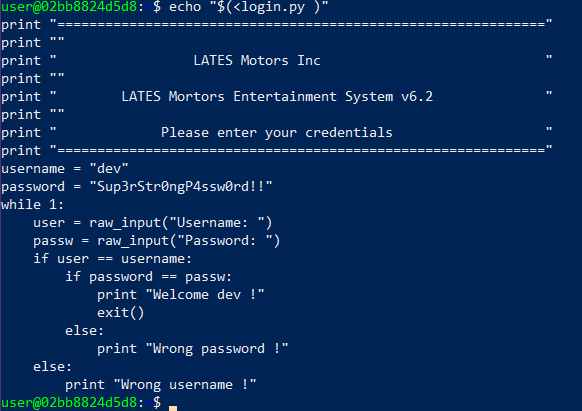 user@02bb8824d5d8: $ echo "$(<login.py )"
print "============================================================="
print ""
print "                 LATES Motors Inc                            "
print ""
print "        LATES Mortors Entertainment System v6.2              "
print ""
print "             Please enter your credentials                   "
print "============================================================="
username = "dev"
password = "Sup3rStr0ngP4ssw0rd!!"
while 1:
    user = raw_input("Username: ")
    passw = raw_input("Password: ")
    if user == username:
        if password == passw:
            print "Welcome dev !"
            exit()
        else:
            print "Wrong password !"
    else:
        print "Wrong username !"
user@02bb8824d5d8: $